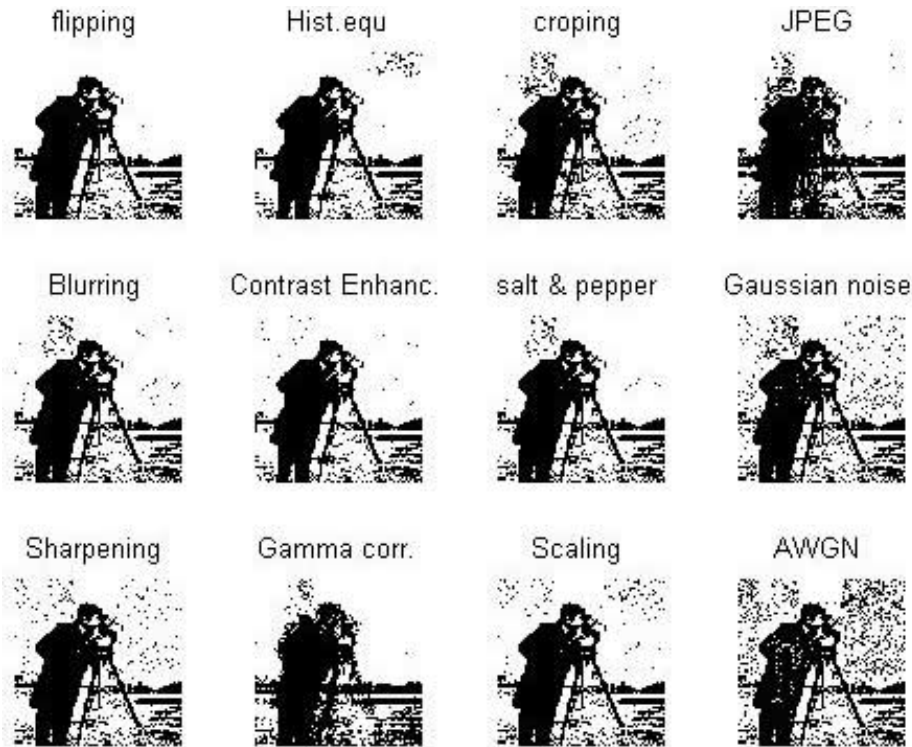 flipping Hist.equ croping JPEG
Blurring Contrast Enhanc. salt & pepper Gaussian noise
Sharpening Gamma corr. Scaling AWGN